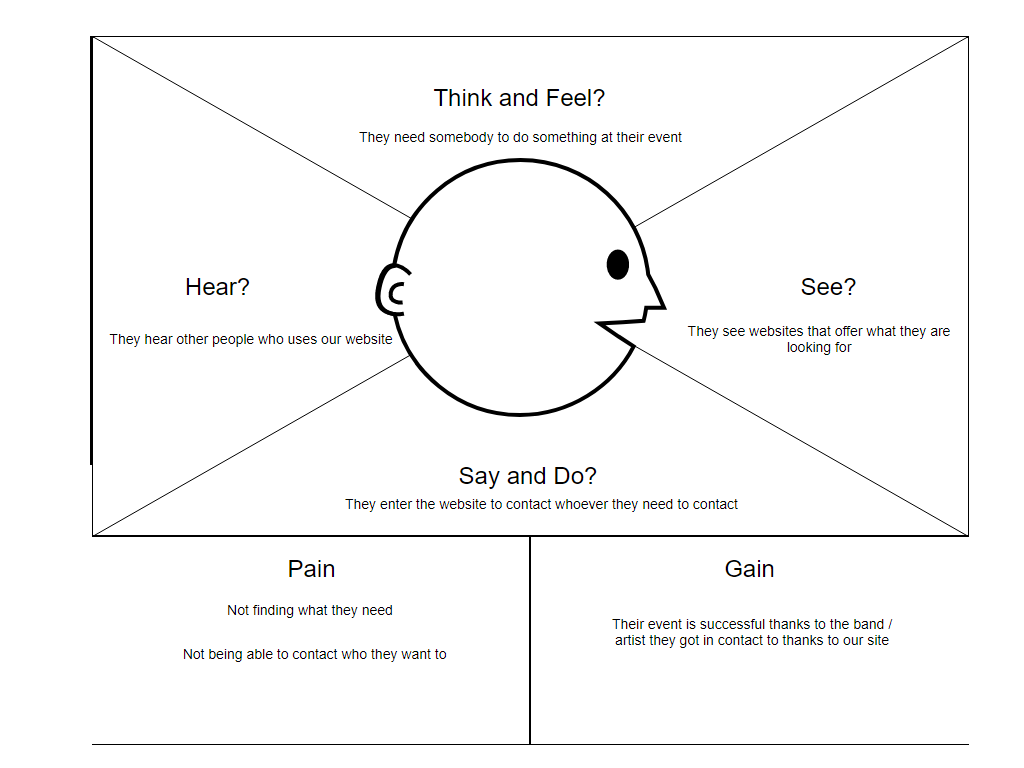 Think and Feel?
They need somebody to do something at their event
Hear?
They hear other people who uses our website
See?
They see websites that offer what they are
looking for
Say and Do?
They enter the website to contact whoever they need to contact
Pain
Not finding what they need
Not being able to contact who they want to
Gain
Their event is successful thanks to the band /
artist they got in contact to thanks to our site